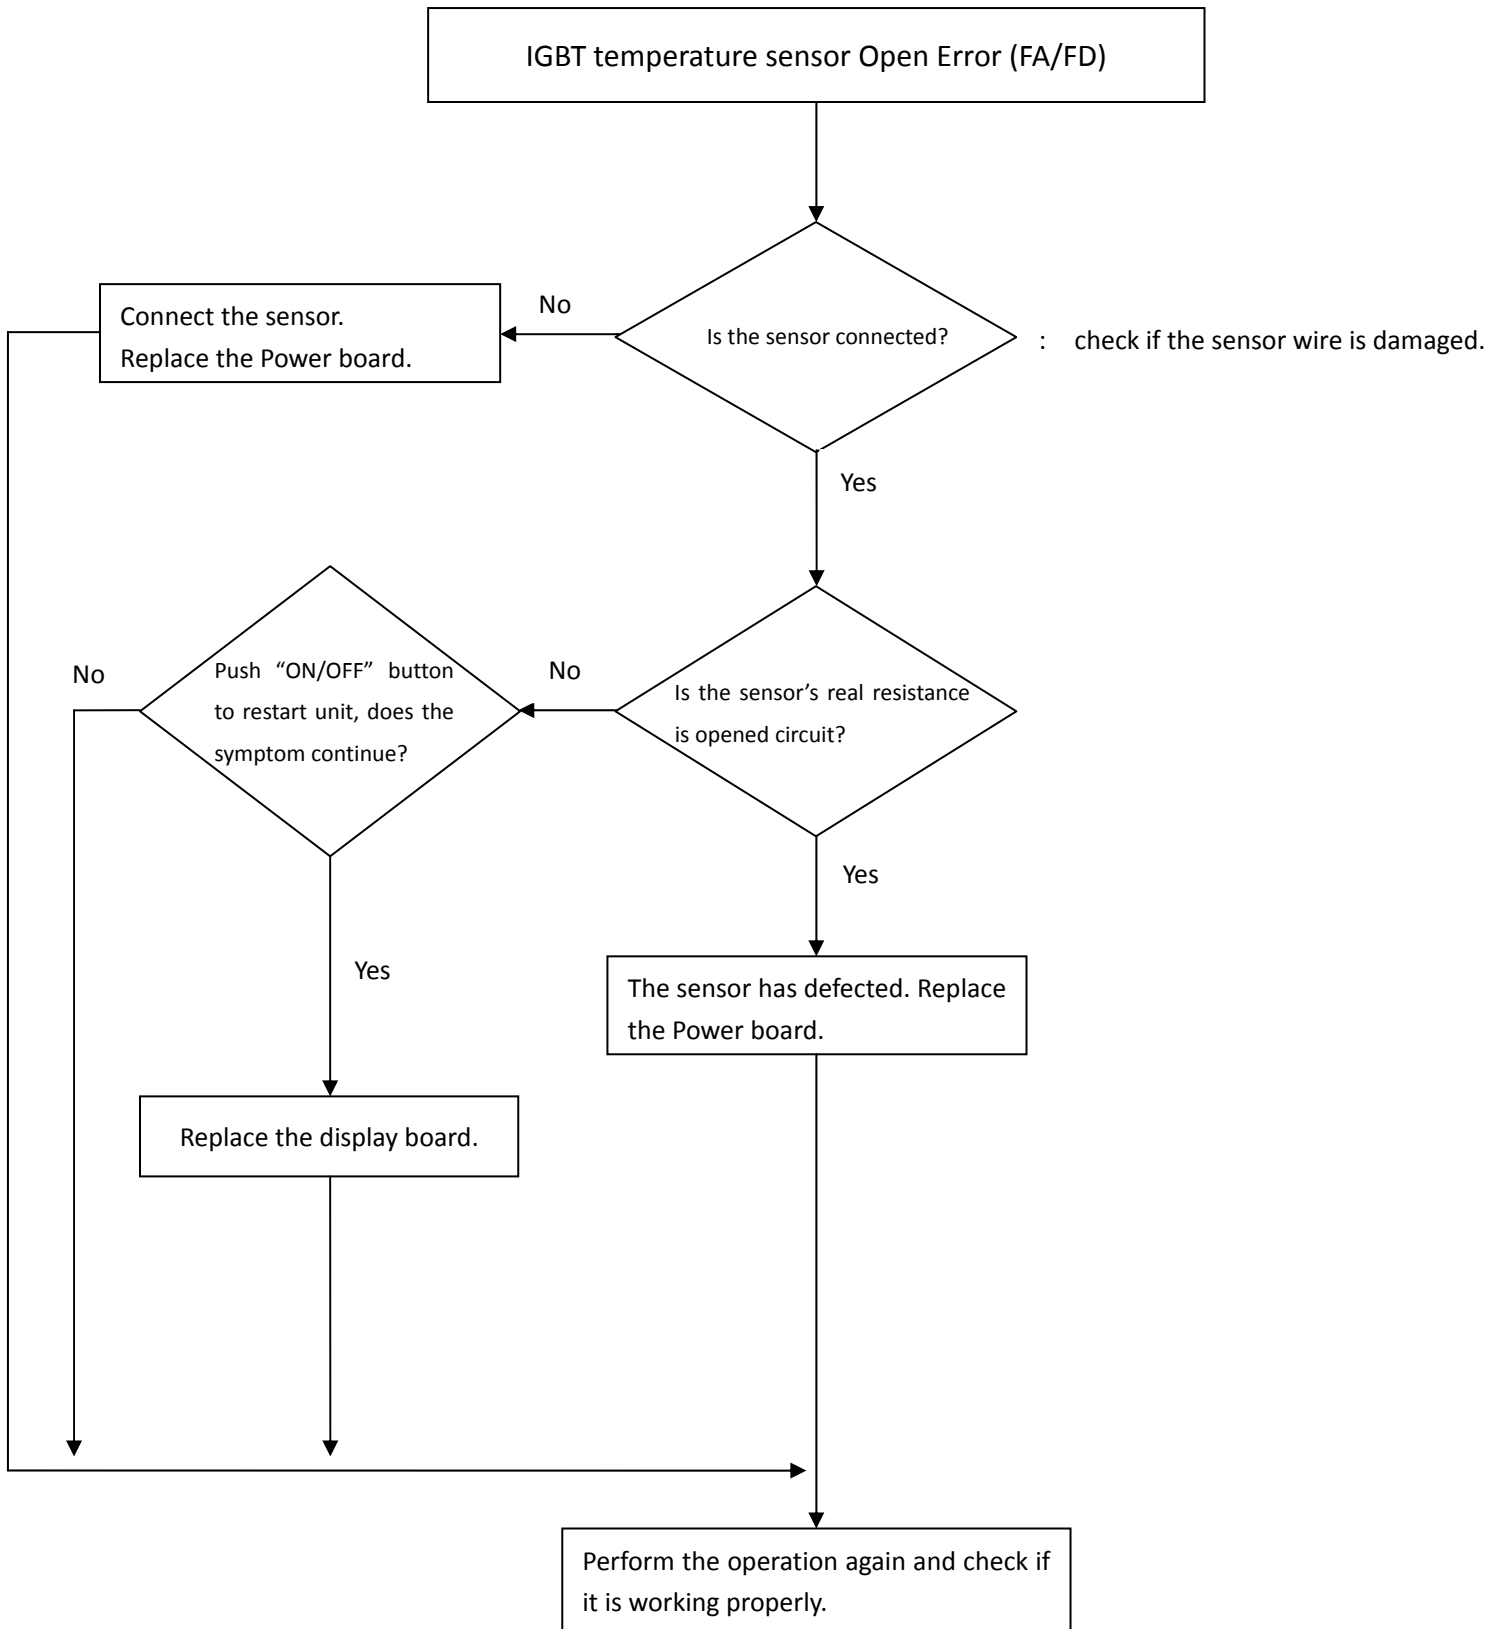 IGBT temperature sensor Open Error (FA/FD)
No
Connect the sensor.
Replace the Power board.
Is the sensor connected?
: check if the sensor wire is damaged.
Yes
No
Push “ON/OFF” button
to restart unit, does the
symptom continue?
No
Is the sensor’s real resistance
is opened circuit?
Yes
Yes
The sensor has defected. Replace
the Power board.
Replace the display board.
Perform the operation again and check if
it is working properly.